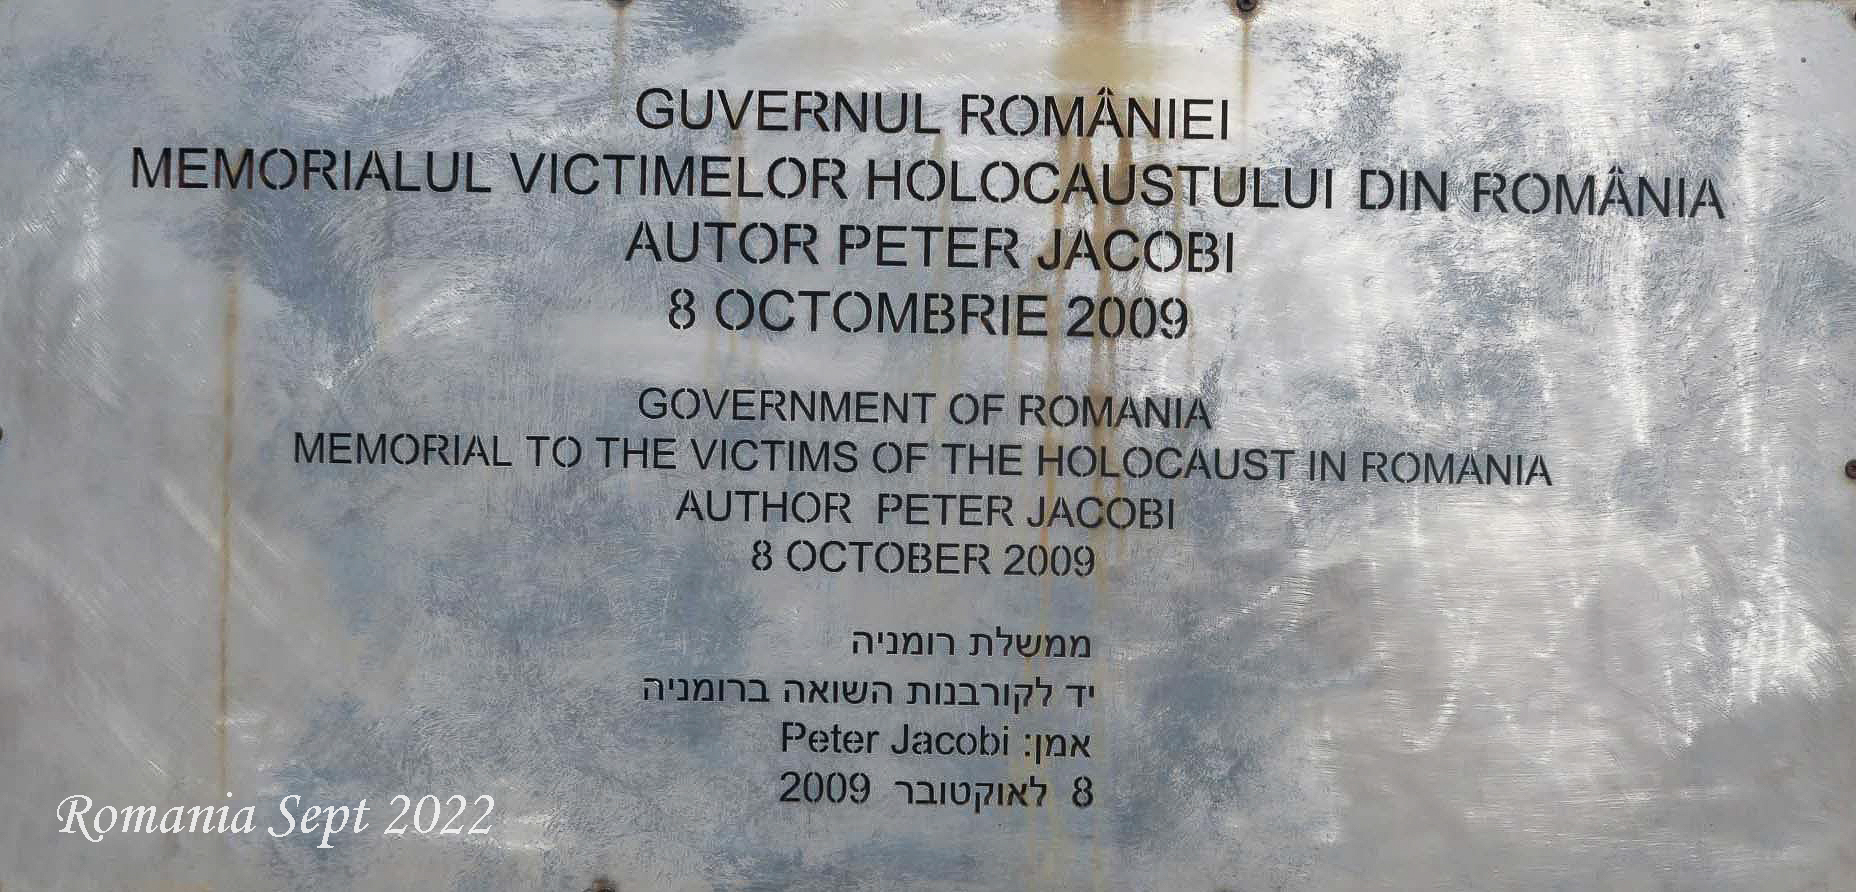 GUVERNUL ROMÂNIEI
MEMORIALUL VICTIMELOR HOLOCAUSTULUI DIN ROMÂNIA
AUTOR PETER JACOBI
8 OCTOMBRIE 2009
GOVERNMENT OF ROMANIA
MEMORIAL TO THE VICTIMS OF THE HOLOCAUST IN ROMANIA
AUTHOR PETER JACOBI
8 OCTOBER 2009
ממשלת רומניה
יד לקורבנות השואה ברומניה
אמן: Peter Jacobi
8 לאוקטובר 2009
Romania Sept 2022